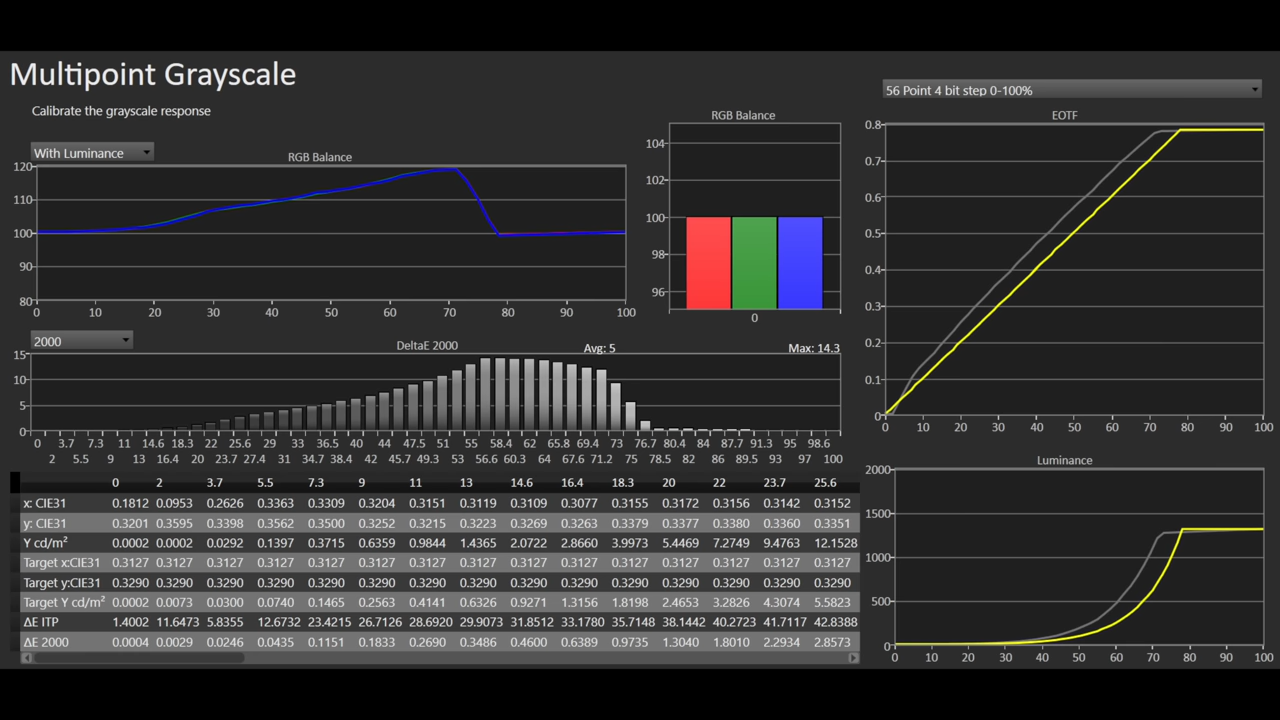 Multipoint Grayscale
Calibrate the grayscale response
56 Point 4 bit step 0-100%
With Luminance
RGB Balance
120
110
100
90
80
0 10 20 30 40 50 60 70 80 90 100
RGB Balance
104
102
100
98
96
0
EOTF
0.8
0.7
0.6
0.5
0.4
0.3
0.2
0.1
0
0 10 20 30 40 50 60 70 80 90 100
2000
DeltaE 2000
Avg: 5
Max: 14.3
15
10
5
0
0 3.7 7.3 11 14.6 18.3 22 25.6 29 33 36.5 40 44 47.5 51 55 58.4 62 65.8 69.4 73 76.7 80.4 84 87.7 91.3 95 98.6
2 5.5 9 13 16.4 20 23.7 27.4 31 34.7 38.4 42 45.7 49.3 53 56.6 60.3 64 67.6 71.2 75 78.5 82 86 89.5 93 97 100
Luminance
2000
1500
1000
500
0
0 10 20 30 40 50 60 70 80 90 100
0 2 3.7 5.5 7.3 9 11 13 14.6 16.4 18.3 20 22 23.7 25.6
x: CIE31 0.1812 0.0953 0.2626 0.3363 0.3309 0.3204 0.3151 0.3119 0.3109 0.3077 0.3155 0.3172 0.3156 0.3142 0.3152
y: CIE31 0.3201 0.3595 0.3398 0.3562 0.3500 0.3252 0.3215 0.3223 0.3269 0.3263 0.3379 0.3377 0.3380 0.3360 0.3351
Y cd/m² 0.0002 0.0002 0.0292 0.1397 0.3715 0.6359 0.9844 1.4365 2.0722 2.8660 3.9973 5.4469 7.2749 9.4763 12.1528
Target x:CIE31 0.3127 0.3127 0.3127 0.3127 0.3127 0.3127 0.3127 0.3127 0.3127 0.3127 0.3127 0.3127 0.3127 0.3127 0.3127
Target y:CIE31 0.3290 0.3290 0.3290 0.3290 0.3290 0.3290 0.3290 0.3290 0.3290 0.3290 0.3290 0.3290 0.3290 0.3290 0.3290
Target Y cd/m² 0.0002 0.0073 0.0300 0.0740 0.1465 0.2563 0.4141 0.6326 0.9271 1.3156 1.8198 2.4653 3.2826 4.3074 5.5823
ΔE ITP 1.4002 11.6473 5.8355 12.6732 23.4215 26.7126 28.6920 29.9073 31.8512 33.1780 35.7148 38.1442 40.2723 41.7117 42.8388
ΔE 2000 0.0004 0.0029 0.0246 0.0435 0.1151 0.1833 0.2690 0.3486 0.4600 0.6389 0.9735 1.3040 1.8010 2.2934 2.8573